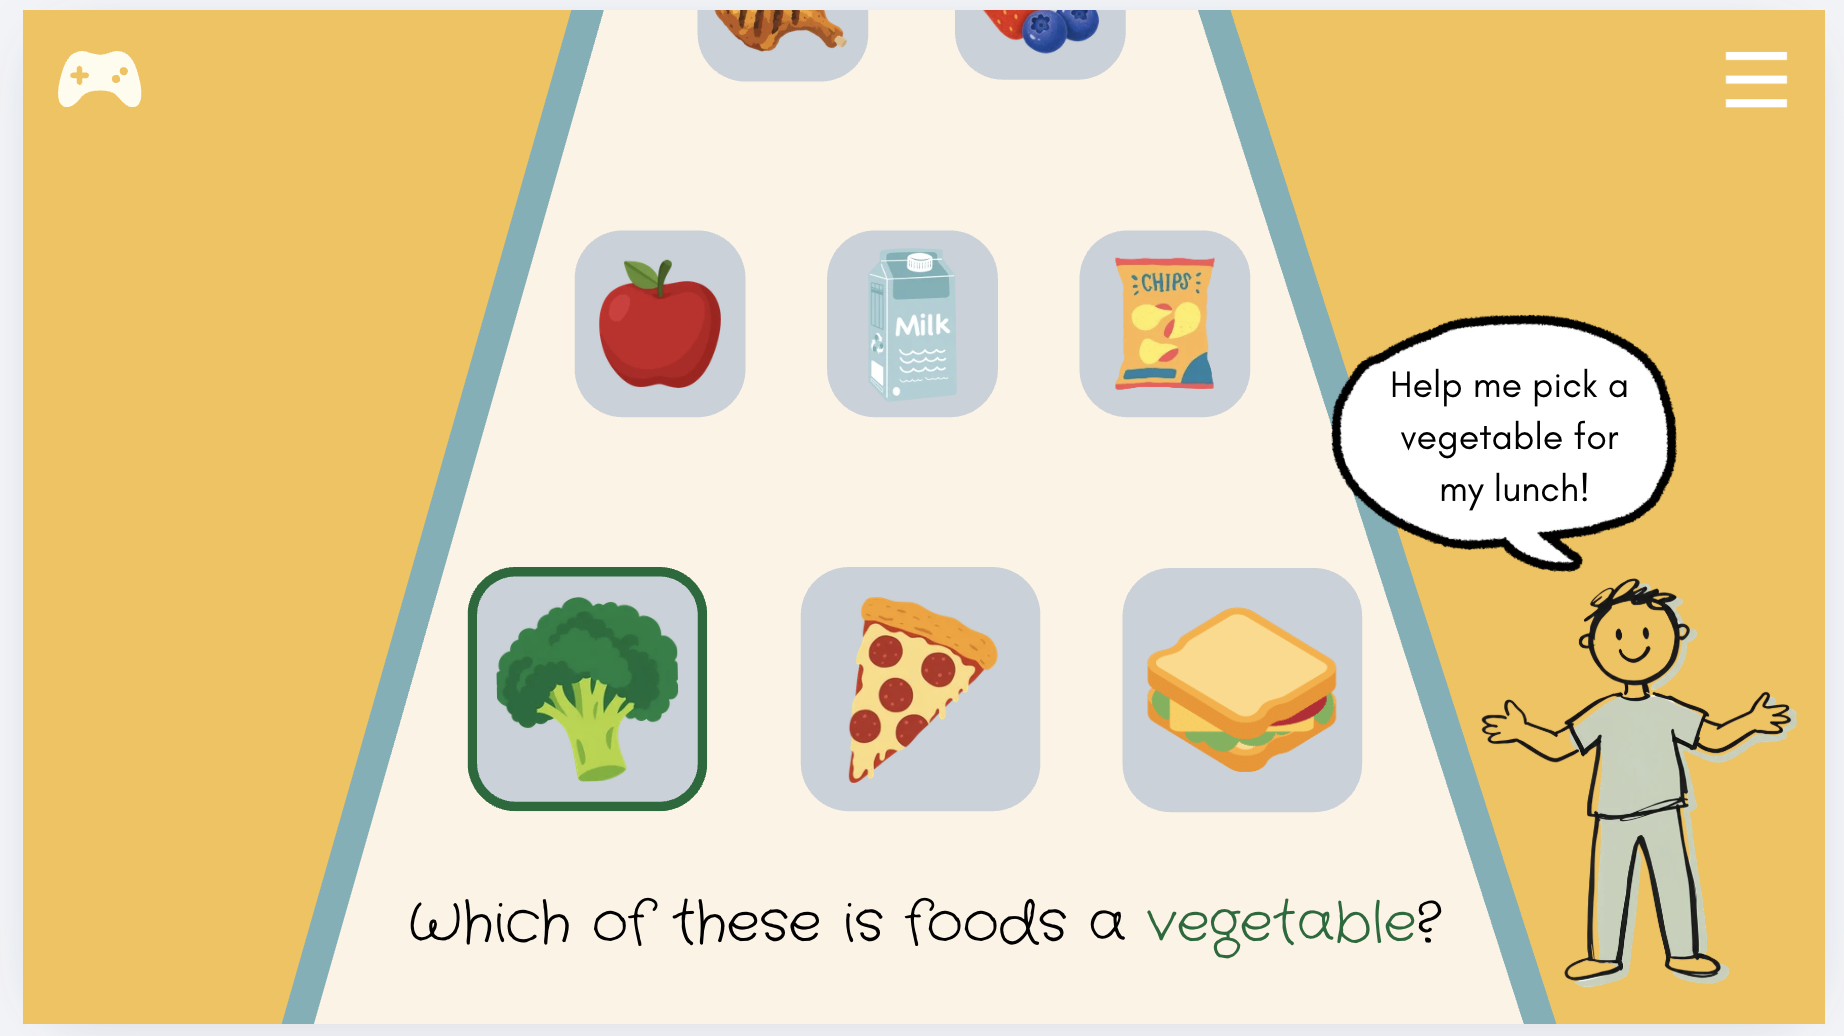 CHIPS
Milk
Help me pick a
vegetable for
my lunch!
Which of these is foods a vegetable?